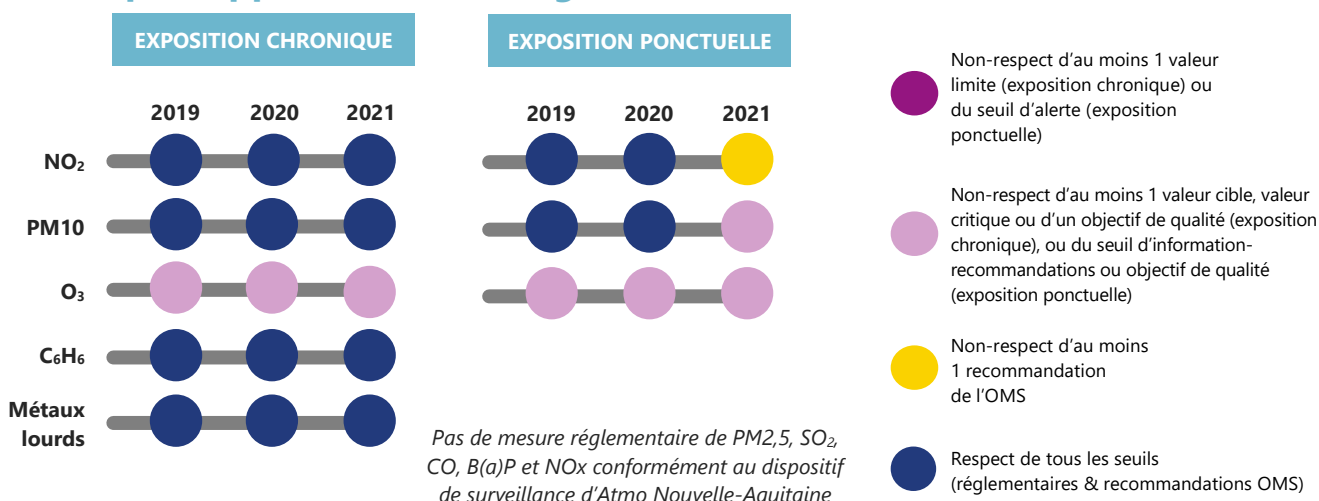 EXPOSITION CHRONIQUE
2019 2020 2021
NO₂
PM10
O₃
C₆H₆
Métaux
lourds
EXPOSITION PONCTUELLE
2019 2020 2021
Pas de mesure réglementaire de PM2,5, SO₂,
CO, B(a)P et NOx conformément au dispositif
de surveillance d'Atmo Nouvelle-Aquitaine
Non-respect d'au moins 1 valeur
limite (exposition chronique) ou
du seuil d'alerte (exposition
ponctuelle)
Non-respect d'au moins 1 valeur cible, valeur
critique ou d'un objectif de qualité (exposition
chronique), ou du seuil d'information-
recommandations ou objectif de qualité
(exposition ponctuelle)
Non-respect d'au moins
1 recommandation
de l'OMS
Respect de tous les seuils
(réglementaires & recommandations OMS)